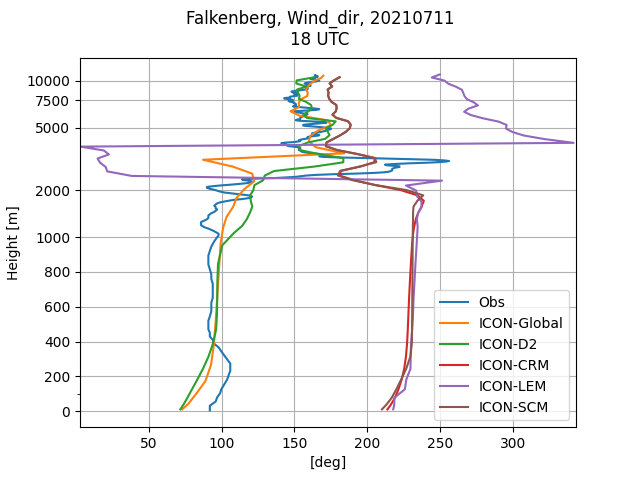 Falkenberg, Wind_dir, 20210711
18 UTC
10000
7500
5000
2000
1000
800
600
400
200
0
Height [m]
50
100
150
200
250
300
[deg]
Obs
ICON-Global
ICON-D2
ICON-CRM
ICON-LEM
ICON-SCM